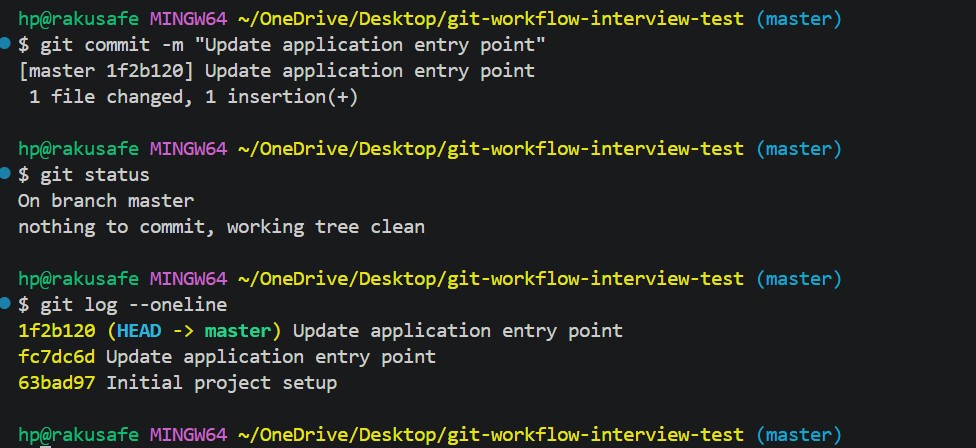 hp@rakusafe MINGW64 ~/OneDrive/Desktop/git-workflow-interview-test (master)
$ git commit -m "Update application entry point"
[master 1f2b120] Update application entry point
 1 file changed, 1 insertion(+)
hp@rakusafe MINGW64 ~/OneDrive/Desktop/git-workflow-interview-test (master)
$ git status
On branch master
nothing to commit, working tree clean
hp@rakusafe MINGW64 ~/OneDrive/Desktop/git-workflow-interview-test (master)
$ git log --oneline
1f2b120 (HEAD -> master) Update application entry point
fc7dc6d Update application entry point
63bad97 Initial project setup
hp@rakusafe MINGW64 ~/OneDrive/Desktop/git-workflow-interview-test (master)